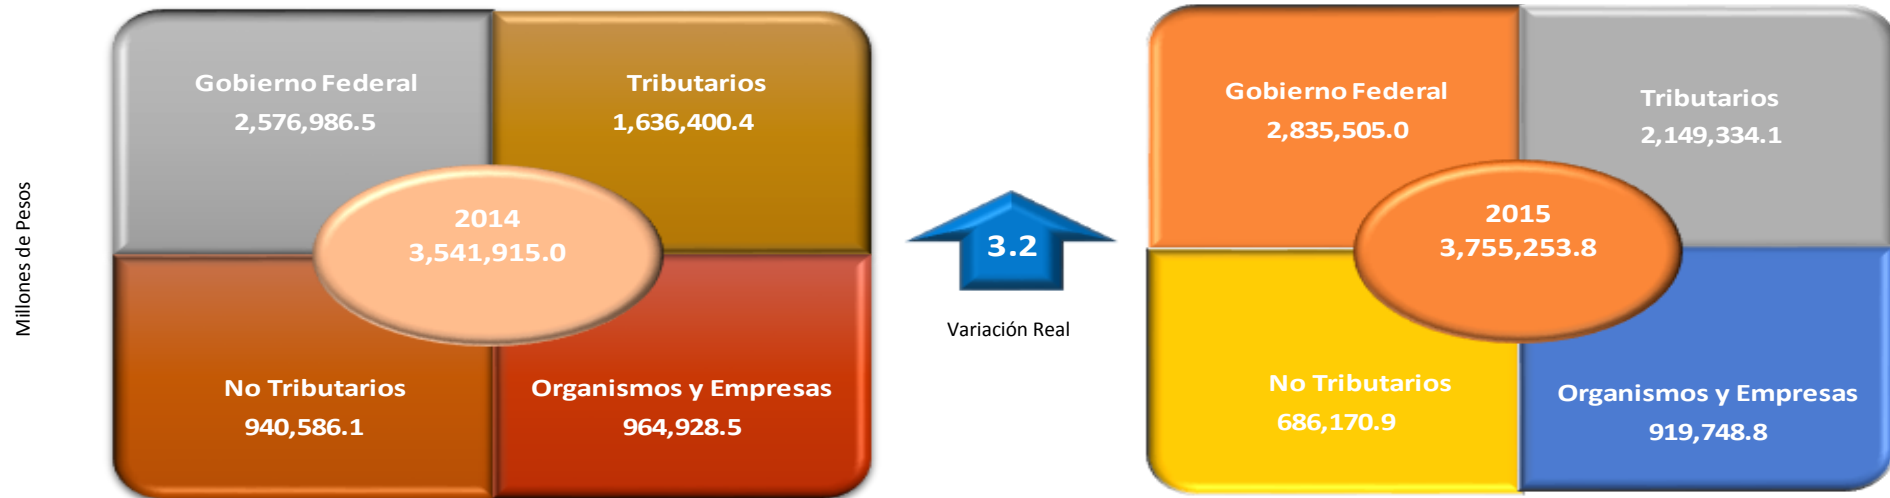 Millones de Pesos
Gobierno Federal
2,576,986.5
Tributarios
1,636,400.4
2014
3,541,915.0
No Tributarios
940,586.1
Organismos y Empresas
964,928.5
3.2
Variación Real
Gobierno Federal
2,835,505.0
Tributarios
2,149,334.1
2015
3,755,253.8
No Tributarios
686,170.9
Organismos y Empresas
919,748.8